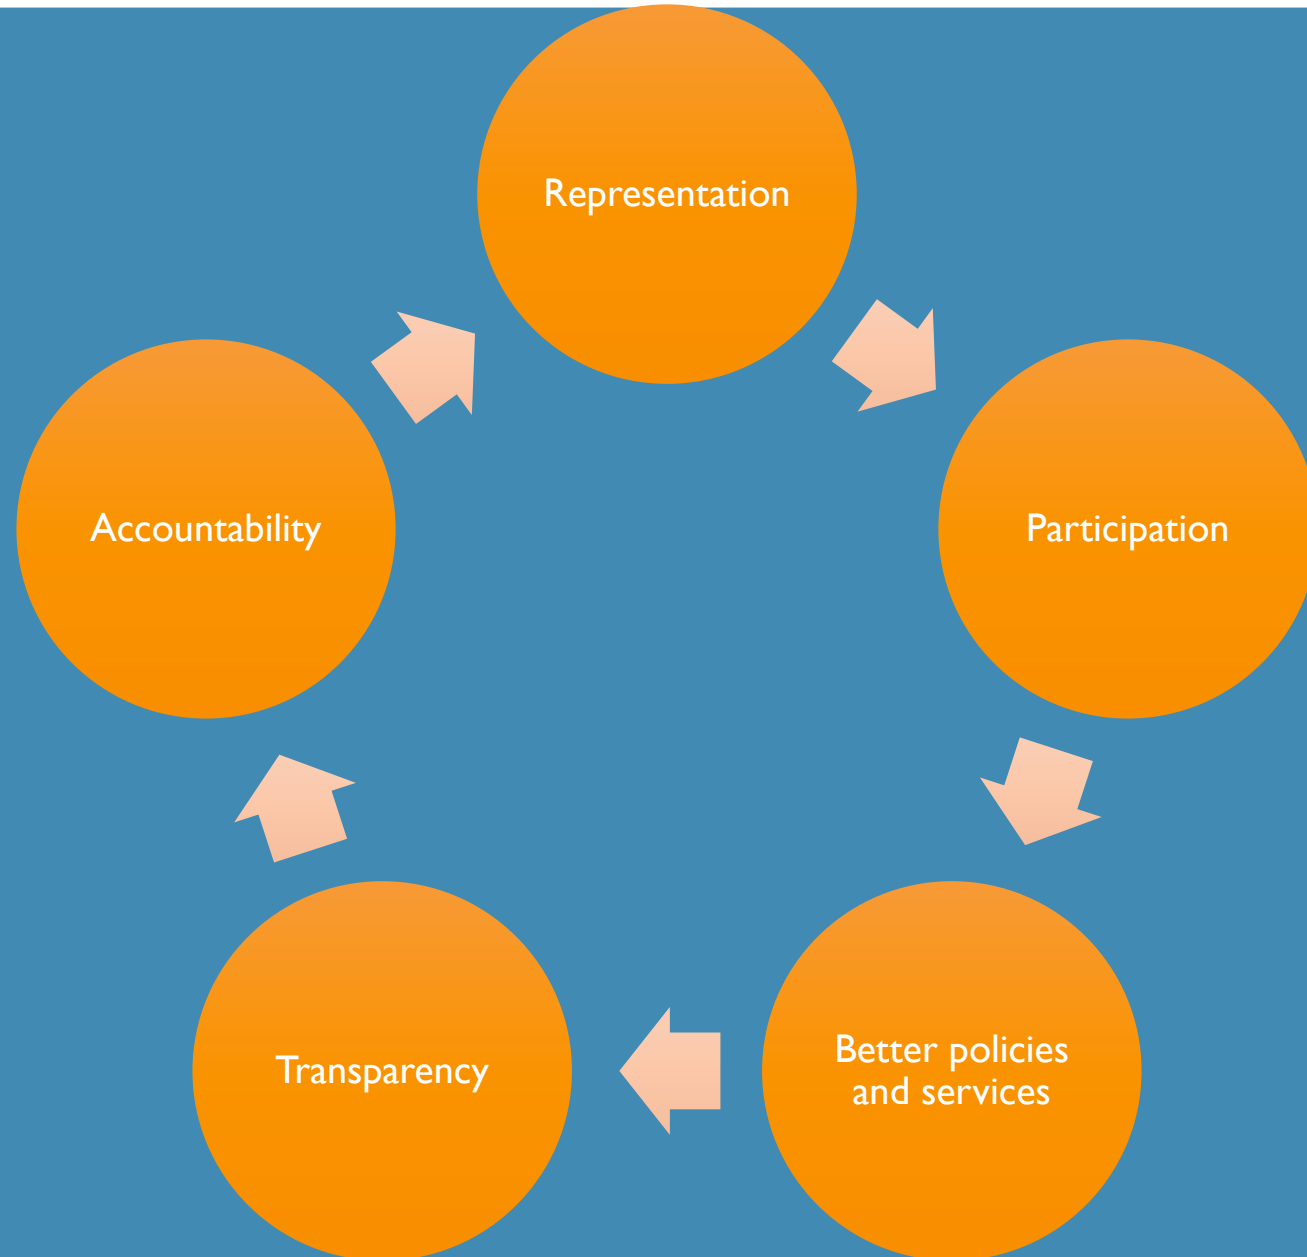 Representation
Participation
Better policies
and services
Transparency
Accountability